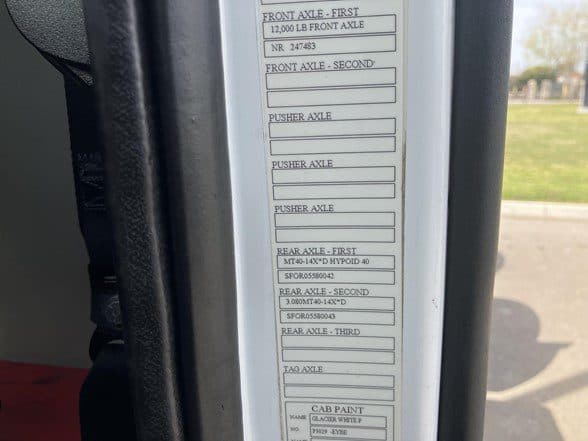 FRONT AXLE - FIRST
12,000 LB FRONT AXLE
NR 247483
FRONT AXLE - SECOND
PUSHER AXLE
PUSHER AXLE
PUSHER AXLE
REAR AXLE - FIRST
MT40-14X*D HYPOID 40
SFOR05580042
REAR AXLE - SECOND
3.080MT40-14X*D
SFOR05580043
REAR AXLE - THIRD
TAG AXLE
CAB PAINT
NAME GLACIER WHITE P
NO.